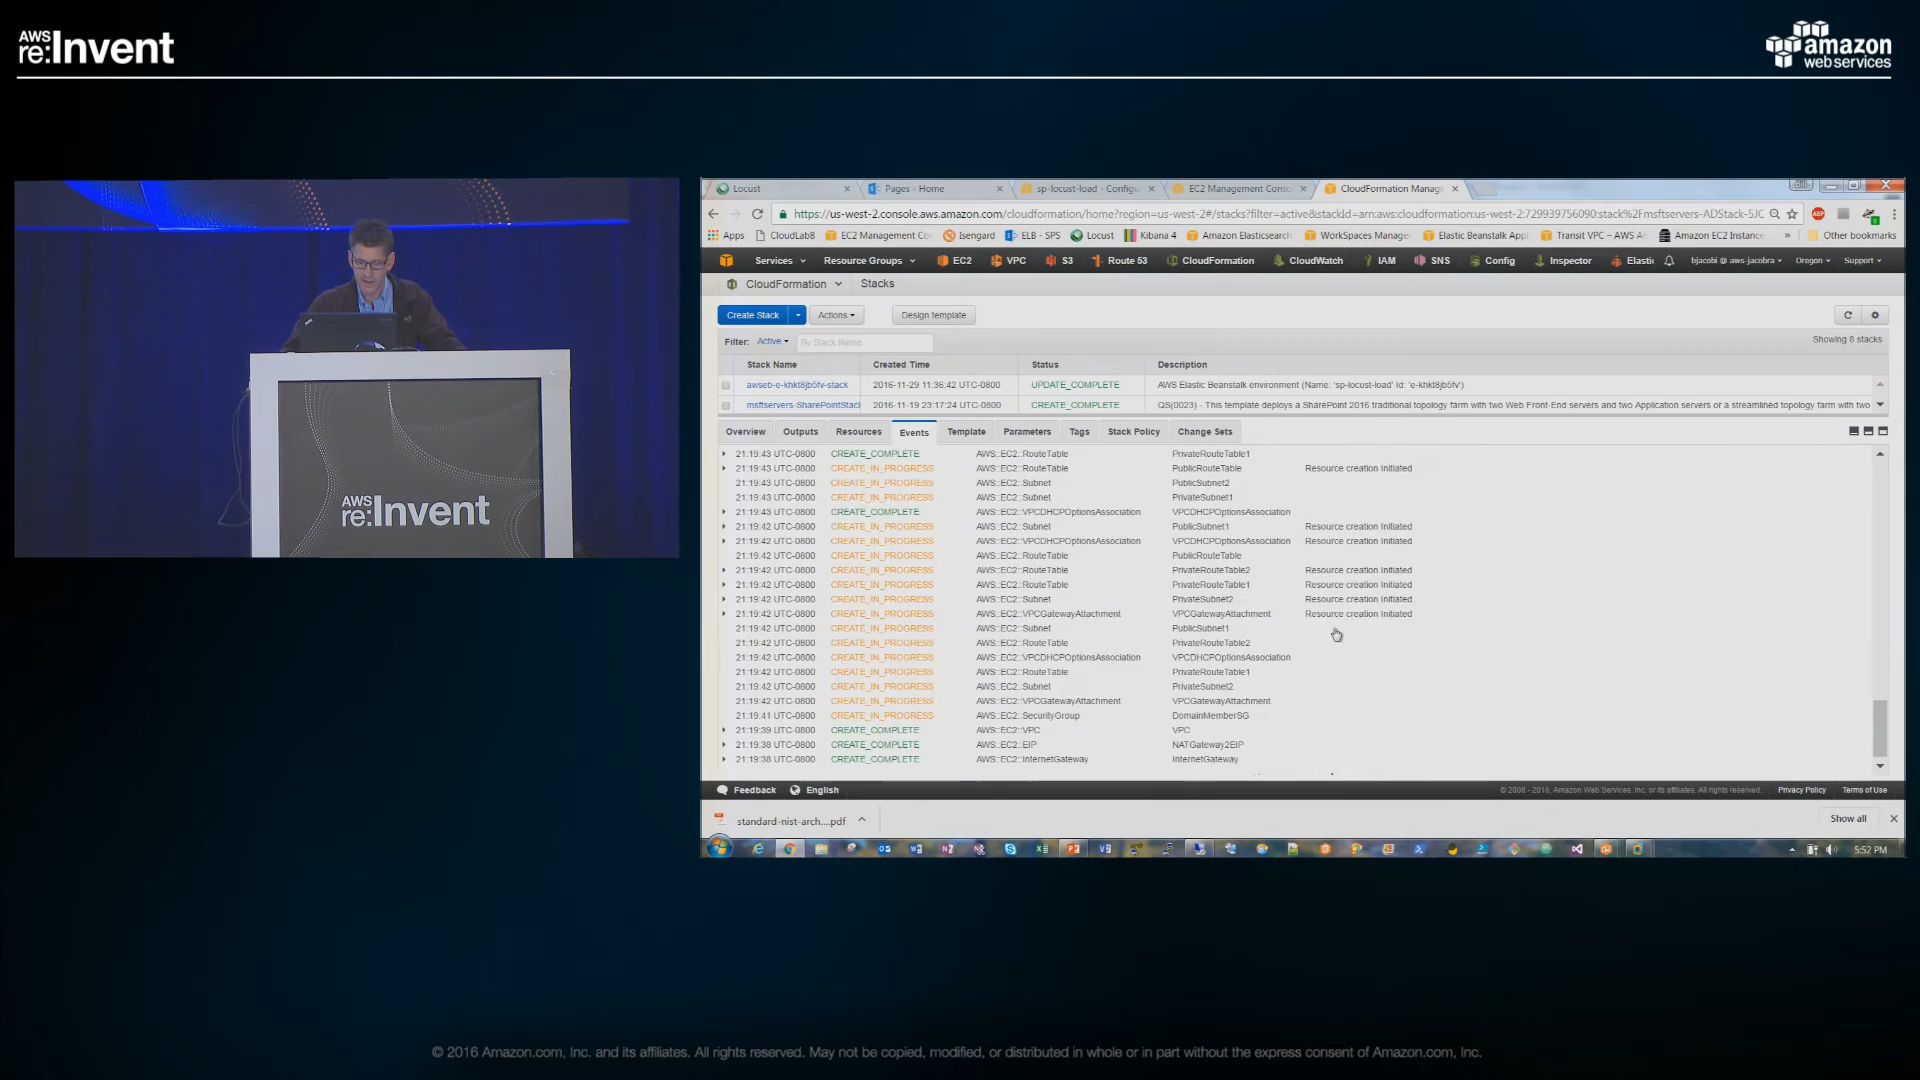 AWS
re:Invent
amazon
web services
AWS
re:Invent
Locust
Pages - Home
sp-locust-load - Configu
EC2 Management Conso
CloudFormation Manage
https://us-west-2.console.aws.amazon.com/cloudformation/home?region=us-west-2#/stacks?filter=active&stackId=arn:aws:cloudformation:us-west-2:729939756090:stack%2Fmsftservers-ADStack-5JC
Apps CloudLab8 EC2 Management Co Isengard ELB - SPS Locust Kibana 4 Amazon Elasticsearch WorkSpaces Manager Elastic Beanstalk Appl Transit VPC – AWS A Amazon EC2 Instance » Other bookmarks
Services Resource Groups EC2 VPC S3 Route 53 CloudFormation CloudWatch IAM SNS Config Inspector Elasti bjacobi @ aws-jacobra Oregon Support
CloudFormation Stacks
Create Stack Actions Design template
Filter: Active By Stack Name Showing 8 stacks
Stack Name Created Time Status Description
awseb-e-khkt8jb5fv-stack 2016-11-29 11:36:42 UTC-0800 UPDATE_COMPLETE AWS Elastic Beanstalk environment (Name: 'sp-locust-load' Id: 'e-khkt8jb5fv')
msftservers-SharePointStac 2016-11-19 23:17:24 UTC-0800 CREATE_COMPLETE QS(0023) - This template deploys a SharePoint 2016 traditional topology farm with two Web Front-End servers and two Application servers or a streamlined topology farm with two
Overview Outputs Resources Events Template Parameters Tags Stack Policy Change Sets
21:19:43 UTC-0800 CREATE_COMPLETE AWS::EC2::RouteTable PrivateRouteTable1
21:19:43 UTC-0800 CREATE_IN_PROGRESS AWS::EC2::RouteTable PublicRouteTable Resource creation Initiated
21:19:43 UTC-0800 CREATE_IN_PROGRESS AWS::EC2::Subnet PublicSubnet2
21:19:43 UTC-0800 CREATE_IN_PROGRESS AWS::EC2::Subnet PrivateSubnet1
21:19:43 UTC-0800 CREATE_COMPLETE AWS::EC2::VPCDHCPOptionsAssociation VPCDHCPOptionsAssociation
21:19:42 UTC-0800 CREATE_IN_PROGRESS AWS::EC2::Subnet PublicSubnet1 Resource creation Initiated
21:19:42 UTC-0800 CREATE_IN_PROGRESS AWS::EC2::VPCDHCPOptionsAssociation VPCDHCPOptionsAssociation Resource creation Initiated
21:19:42 UTC-0800 CREATE_IN_PROGRESS AWS::EC2::RouteTable PublicRouteTable
21:19:42 UTC-0800 CREATE_IN_PROGRESS AWS::EC2::RouteTable PrivateRouteTable2 Resource creation Initiated
21:19:42 UTC-0800 CREATE_IN_PROGRESS AWS::EC2::RouteTable PrivateRouteTable1 Resource creation Initiated
21:19:42 UTC-0800 CREATE_IN_PROGRESS AWS::EC2::Subnet PrivateSubnet2 Resource creation Initiated
21:19:42 UTC-0800 CREATE_IN_PROGRESS AWS::EC2::VPCGatewayAttachment VPCGatewayAttachment Resource creation Initiated
21:19:42 UTC-0800 CREATE_IN_PROGRESS AWS::EC2::Subnet PublicSubnet1
21:19:42 UTC-0800 CREATE_IN_PROGRESS AWS::EC2::RouteTable PrivateRouteTable2
21:19:42 UTC-0800 CREATE_IN_PROGRESS AWS::EC2::VPCDHCPOptionsAssociation VPCDHCPOptionsAssociation
21:19:42 UTC-0800 CREATE_IN_PROGRESS AWS::EC2::RouteTable PrivateRouteTable1
21:19:42 UTC-0800 CREATE_IN_PROGRESS AWS::EC2::Subnet PrivateSubnet2
21:19:42 UTC-0800 CREATE_IN_PROGRESS AWS::EC2::VPCGatewayAttachment VPCGatewayAttachment
21:19:41 UTC-0800 CREATE_IN_PROGRESS AWS::EC2::SecurityGroup DomainMemberSG
21:19:39 UTC-0800 CREATE_COMPLETE AWS::EC2::VPC VPC
21:19:38 UTC-0800 CREATE_COMPLETE AWS::EC2::EIP NATGateway2EIP
21:19:38 UTC-0800 CREATE_COMPLETE AWS::EC2::InternetGateway InternetGateway
Feedback English © 2008 - 2016, Amazon Web Services, Inc. or its affiliates. All rights reserved. Privacy Policy Terms of Use
standard-nist-arch....pdf Show all
5:52 PM
© 2016 Amazon.com, Inc. and its affiliates. All rights reserved. May not be copied, modified, or distributed in whole or in part without the express consent of Amazon.com, Inc.